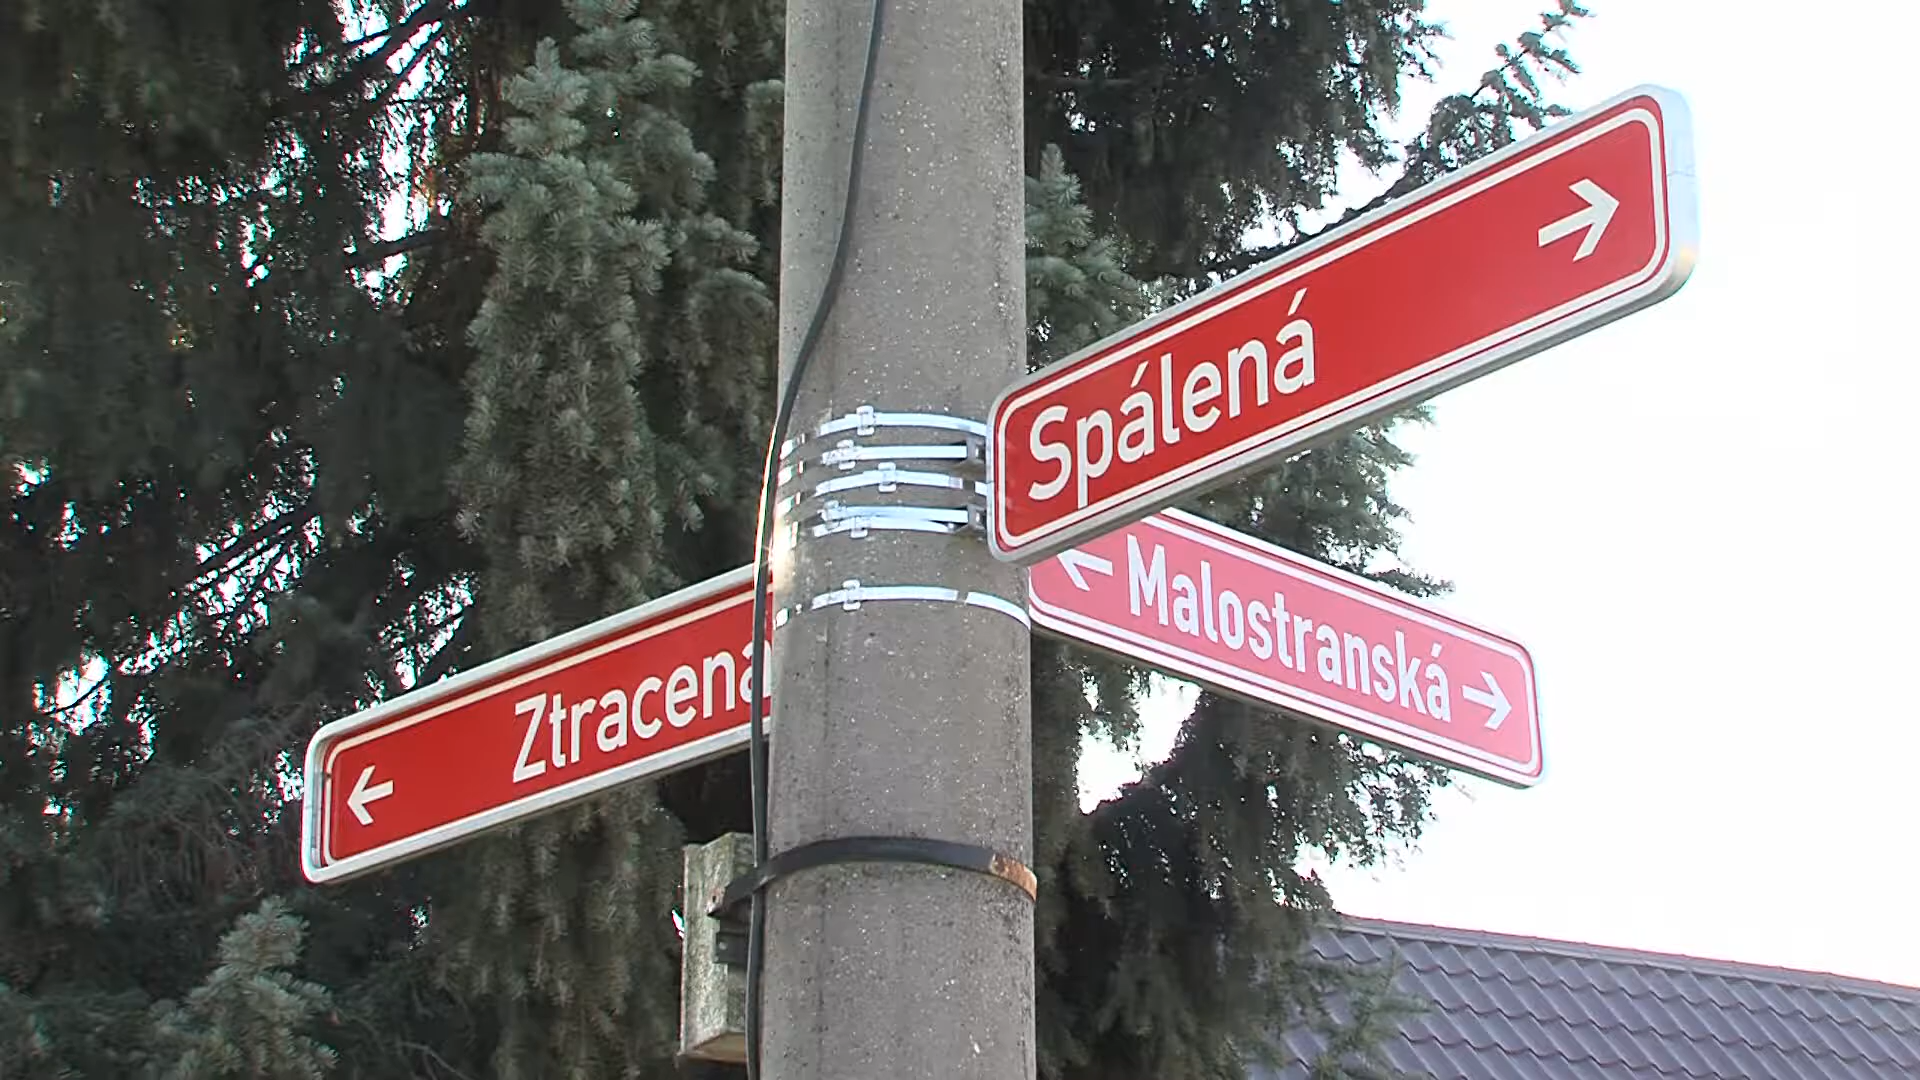 Spálená →
← Malostranská →
← Ztracená